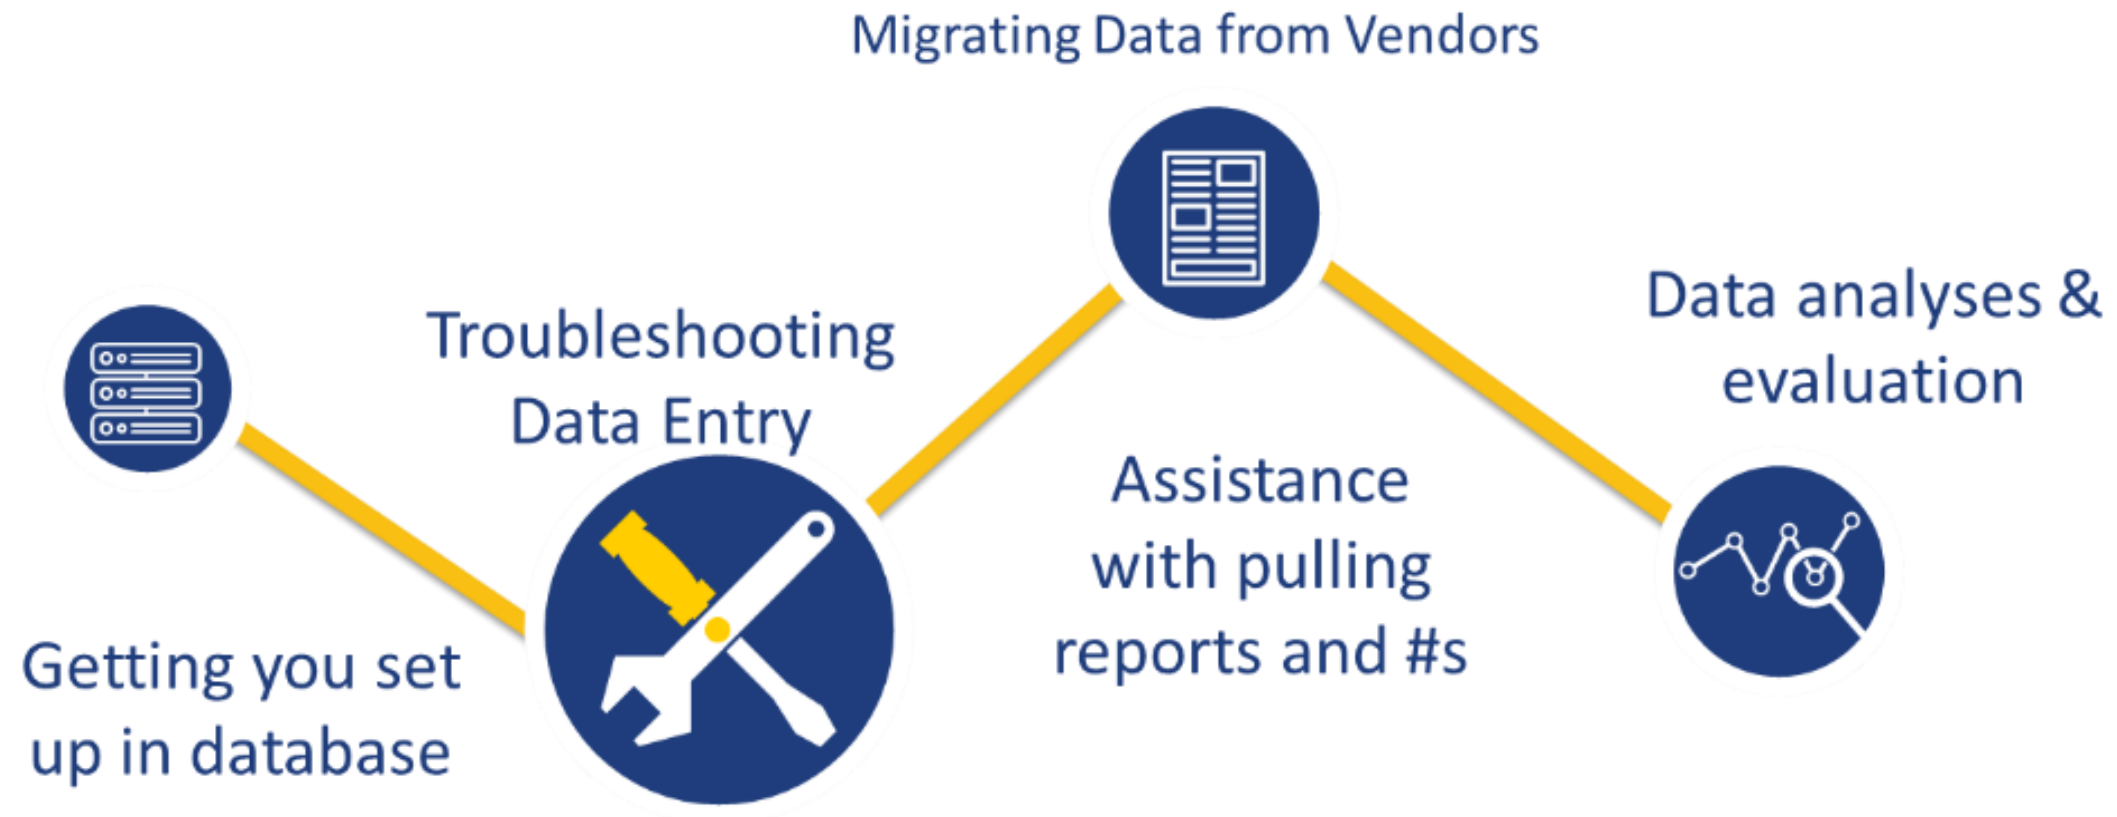 Migrating Data from Vendors
Troubleshooting
Data Entry
Data analyses &
evaluation
Assistance
with pulling
reports and #s
Getting you set
up in database